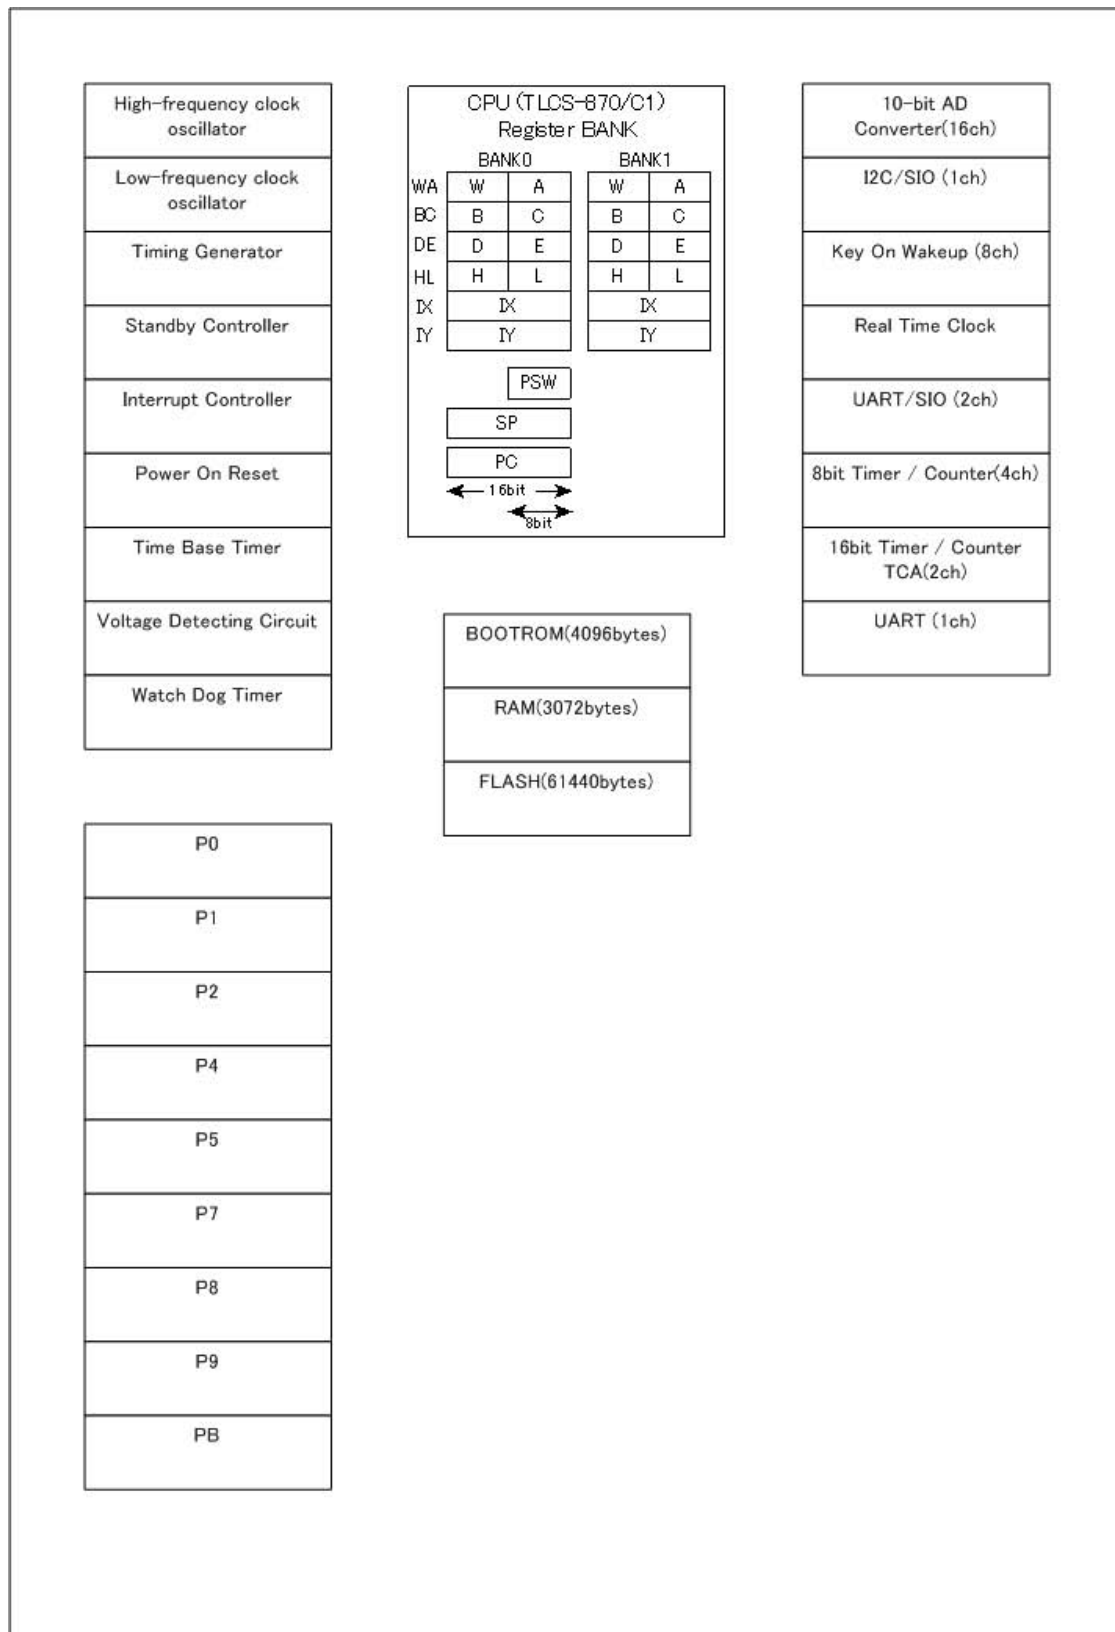 High-frequency clock
oscillator
Low-frequency clock
oscillator
Timing Generator
Standby Controller
Interrupt Controller
Power On Reset
Time Base Timer
Voltage Detecting Circuit
Watch Dog Timer
P0
P1
P2
P4
P5
P7
P8
P9
PB
CPU (TLCS-870/C1)
Register BANK
BANK0 BANK1
WA W A W A
BC B C B C
DE D E D E
HL H L H L
IX IX IX
IY IY IY
PSW
SP
PC
16bit
8bit
BOOTROM(4096bytes)
RAM(3072bytes)
FLASH(61440bytes)
10-bit AD
Converter(16ch)
I2C/SIO (1ch)
Key On Wakeup (8ch)
Real Time Clock
UART/SIO (2ch)
8bit Timer / Counter(4ch)
16bit Timer / Counter
TCA(2ch)
UART (1ch)